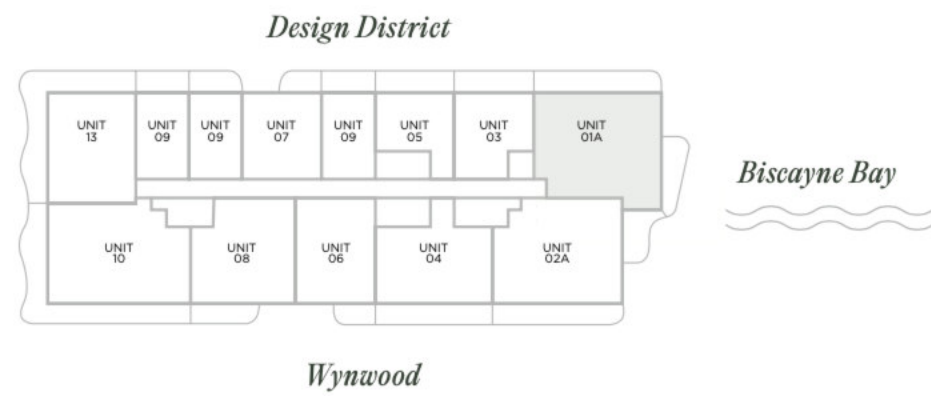 Design District
UNIT
13
UNIT
09
UNIT
09
UNIT
07
UNIT
09
UNIT
05
UNIT
03
UNIT
01A
Biscayne Bay
UNIT
10
UNIT
08
UNIT
06
UNIT
04
UNIT
02A
Wynwood